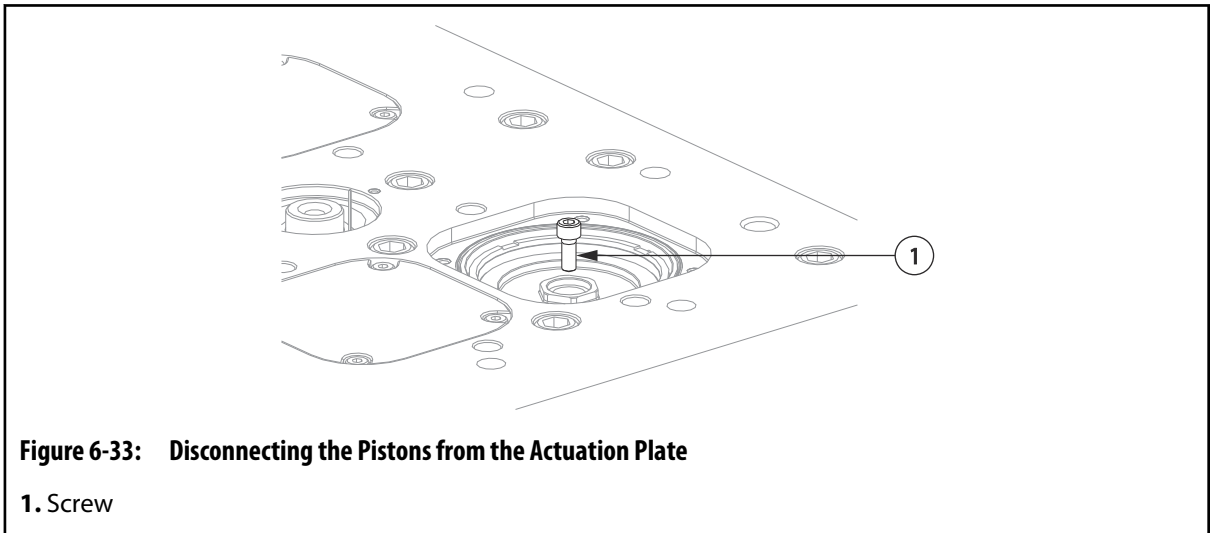 1
Figure 6-33: Disconnecting the Pistons from the Actuation Plate
1. Screw